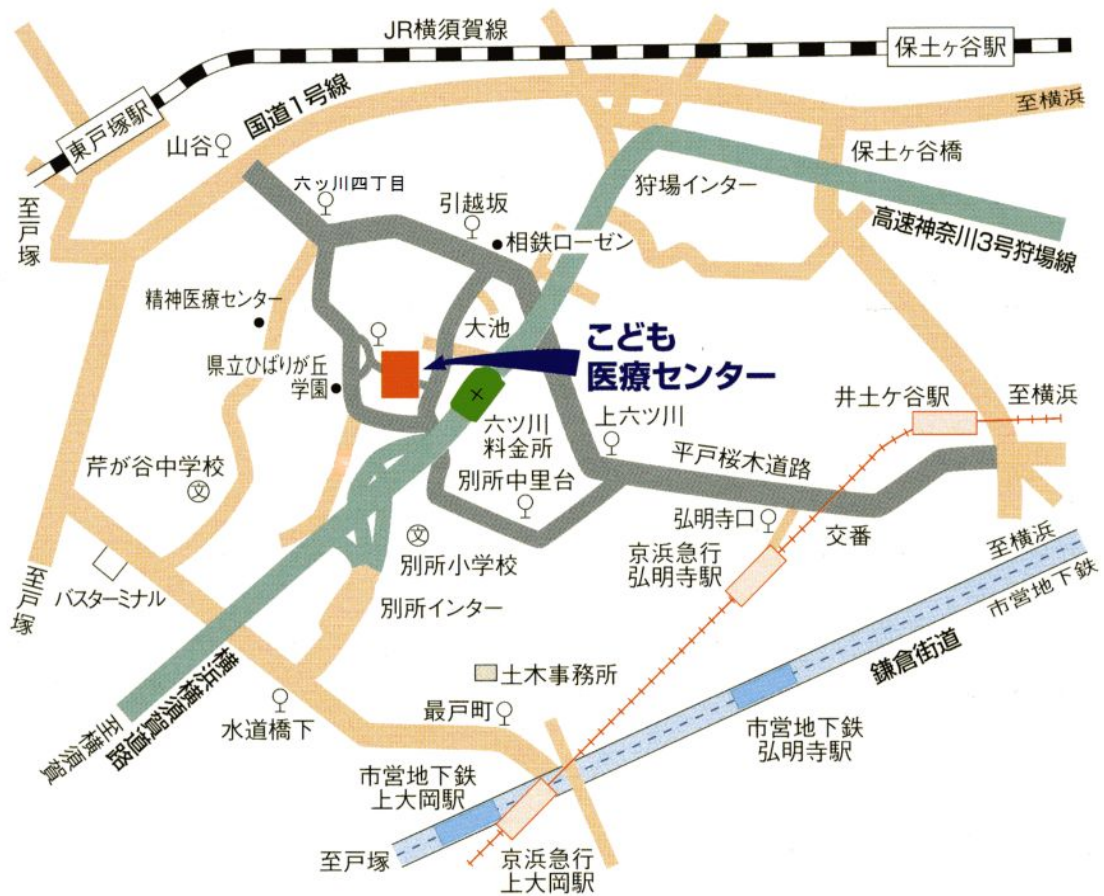 JR横須賀線
保土ヶ谷駅
東戸塚駅
国道1号線
至横浜
山谷
保土ヶ谷橋
六ッ川四丁目
引越坂
狩場インター
至戸塚
相鉄ローゼン
高速神奈川3号狩場線
精神医療センター
大池
こども
医療センター
県立ひばりが丘
学園
六ツ川
料金所
上六ツ川
井土ケ谷駅
至横浜
芹が谷中学校
文
別所中里台
平戸桜木道路
弘明寺口
交番
文
別所小学校
京浜急行
弘明寺駅
至横浜
市営地下鉄
至戸塚
バスターミナル
別所インター
鎌倉街道
横浜横須賀道路
至横須賀
土木事務所
水道橋下
最戸町
市営地下鉄
弘明寺駅
市営地下鉄
上大岡駅
至戸塚
京浜急行
上大岡駅